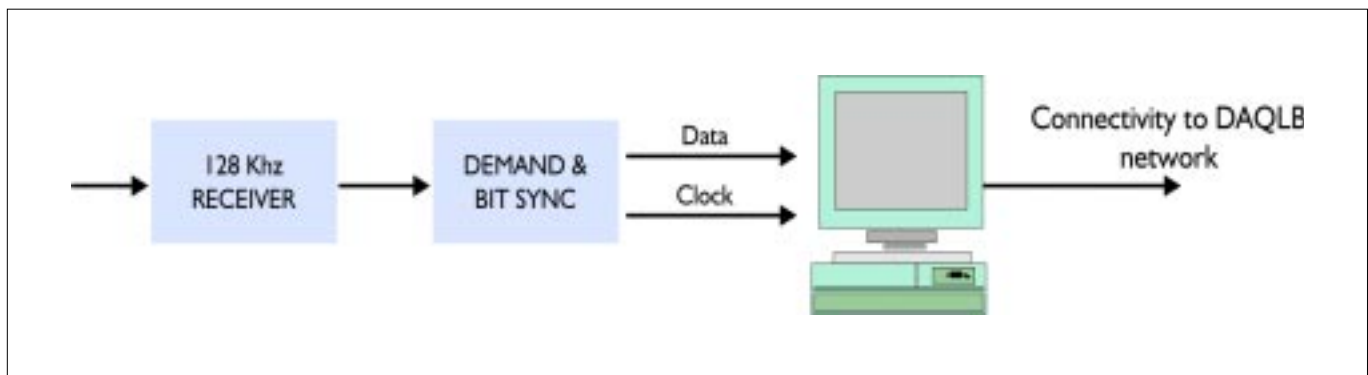 128 Khz
RECEIVER
DEMAND &
BIT SYNC
Data
Clock
Connectivity to DAQLB
network